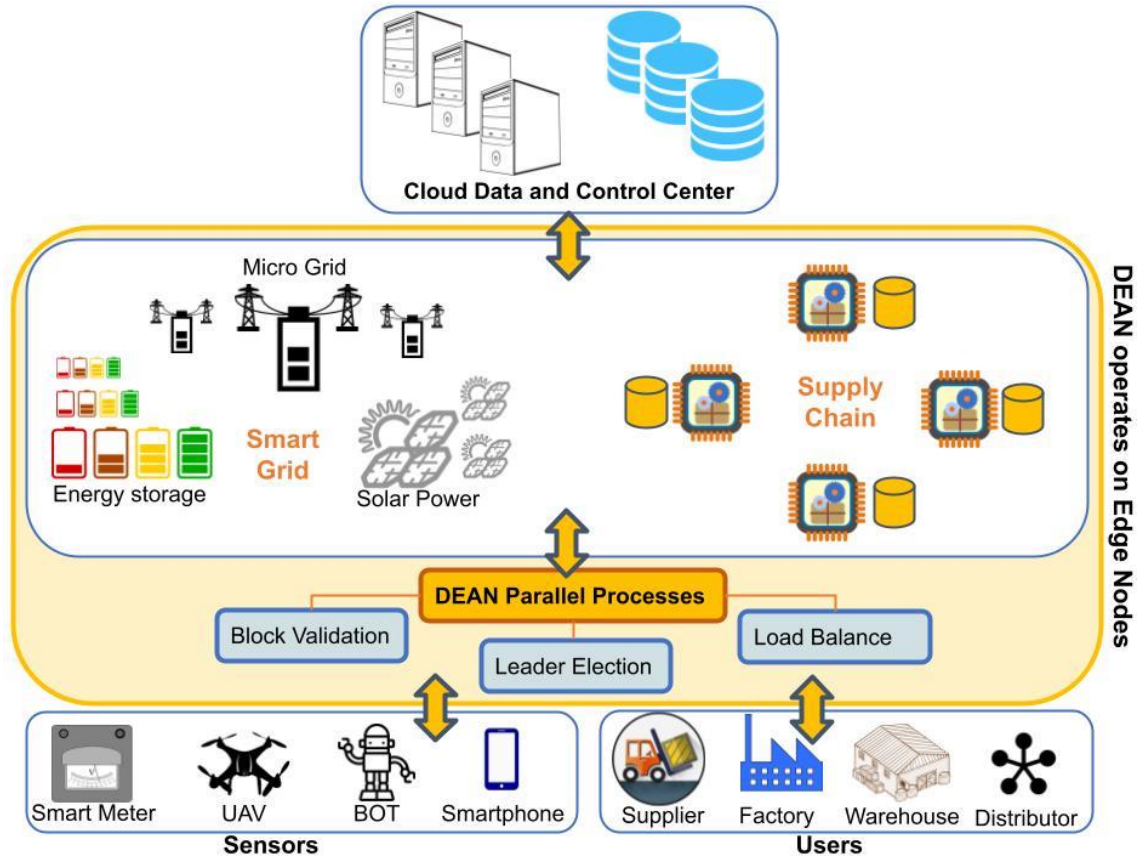 Cloud Data and Control Center
Micro Grid
Smart
Grid
Energy storage
Solar Power
Supply
Chain
DEAN operates on Edge Nodes
DEAN Parallel Processes
Block Validation
Leader Election
Load Balance
Smart Meter
UAV
BOT
Smartphone
Sensors
Supplier
Factory
Warehouse
Distributor
Users